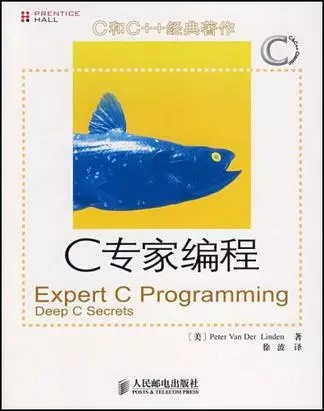 PRENTICE
HALL
C和C++经典著作
C
C&C++ Classics
C专家编程
Expert C Programming
Deep C Secrets
[美] Peter Van Der Linden 著
徐波 译
人民邮电出版社
POSTS & TELECOM PRESS